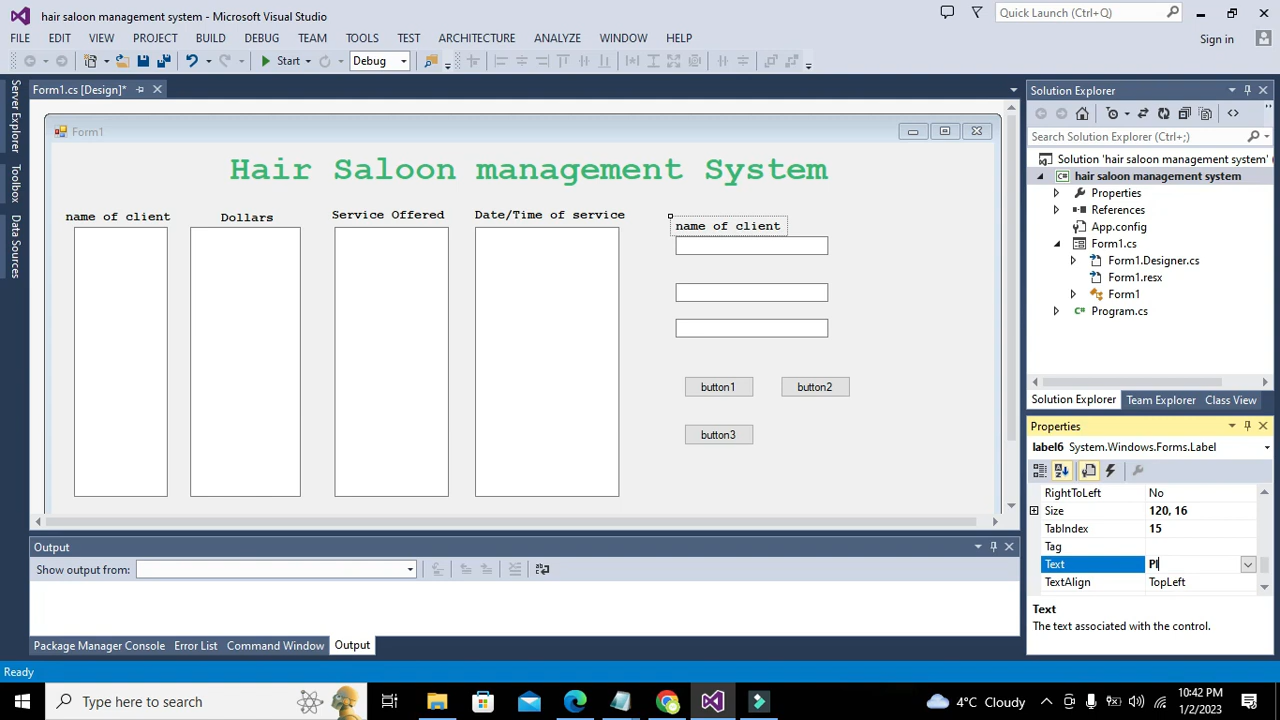 hair saloon management system - Microsoft Visual Studio
Quick Launch (Ctrl+Q)
FILE EDIT VIEW PROJECT BUILD DEBUG TEAM TOOLS TEST ARCHITECTURE ANALYZE WINDOW HELP
Sign in
Start Debug
Server Explorer
Toolbox
Data Sources
Form1.cs [Design]*
Form1
Hair Saloon management System
name of client
Dollars
Service Offered
Date/Time of service
name of client
button1
button2
button3
Output
Show output from:
Package Manager Console Error List Command Window Output
Solution Explorer
Search Solution Explorer (Ctrl+;)
Solution 'hair saloon management system' (
hair saloon management system
Properties
References
App.config
Form1.cs
Form1.Designer.cs
Form1.resx
Form1
Program.cs
Solution Explorer Team Explorer Class View
Properties
label6 System.Windows.Forms.Label
RightToLeft No
Size 120, 16
TabIndex 15
Tag
Text Pl
TextAlign TopLeft
Text
The text associated with the control.
Ready
Type here to search
4°C Cloudy
10:42 PM
1/2/2023